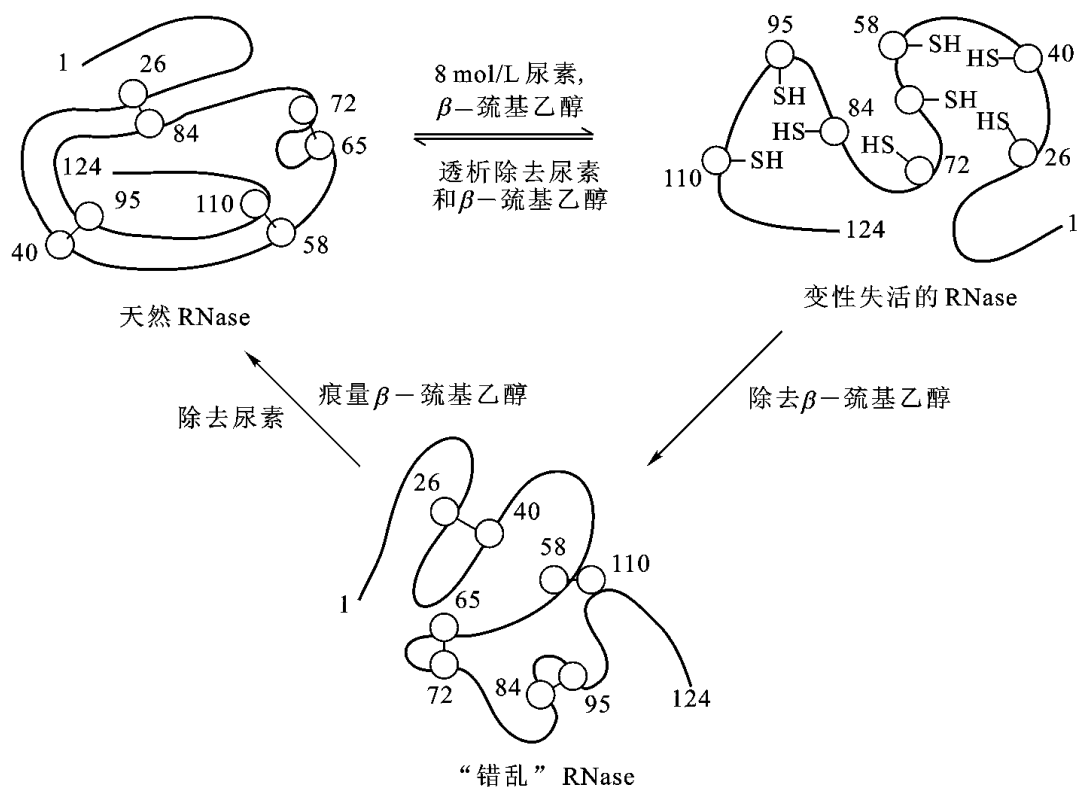 1
26
84
72
65
124
95
110
40
58
天然 RNase
8 mol/L 尿素,
β－巯基乙醇
透析除去尿素
和β－巯基乙醇
95
SH
58
SH
HS
40
84
HS
SH
HS
HS
72
26
110
SH
124
1
变性失活的 RNase
除去尿素
痕量β－巯基乙醇
除去β－巯基乙醇
26
40
58
110
1
65
72
84
95
124
“错乱” RNase